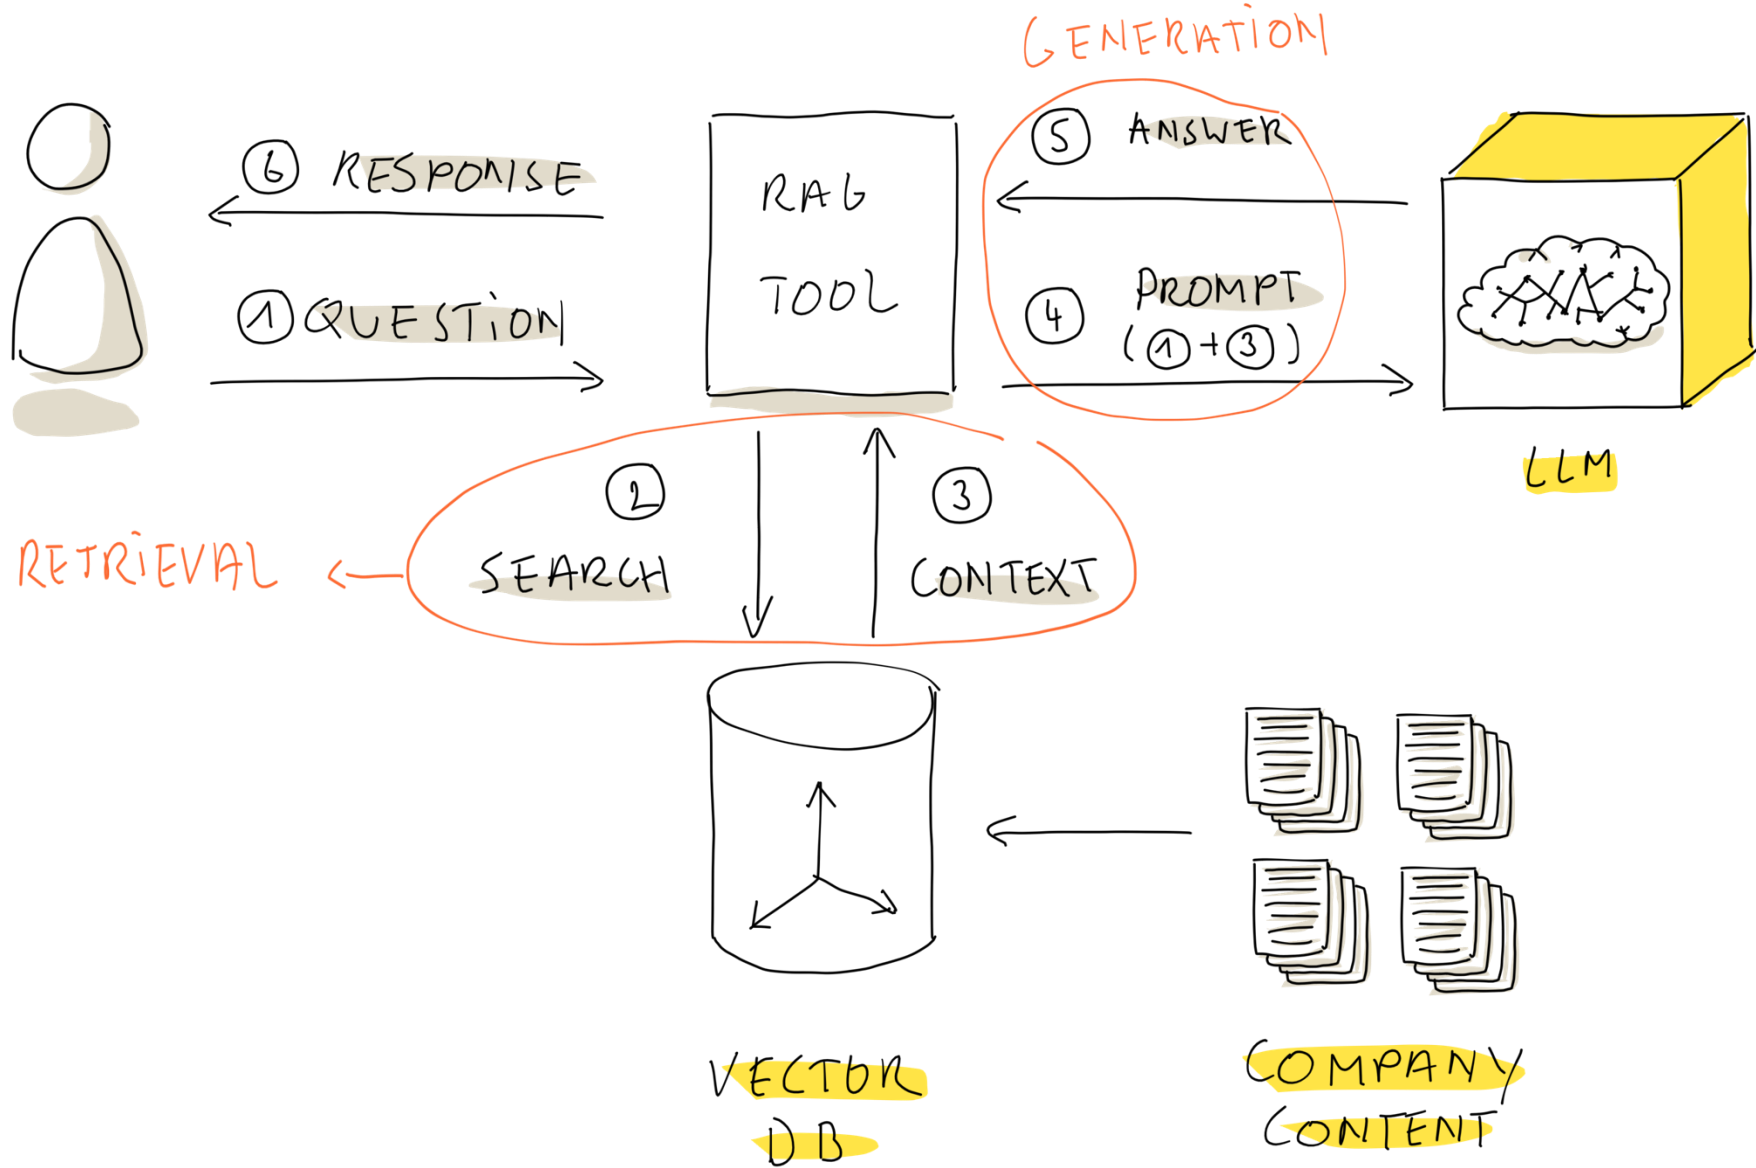 GENERATION
5 ANSWER
6 RESPONSE
RAG
TOOL
4 PROMPT
(1+3)
1 QUESTION
LLM
2
SEARCH
3
CONTEXT
RETRiEVAL
VECTOR
DB
COMPANY
CONTENT